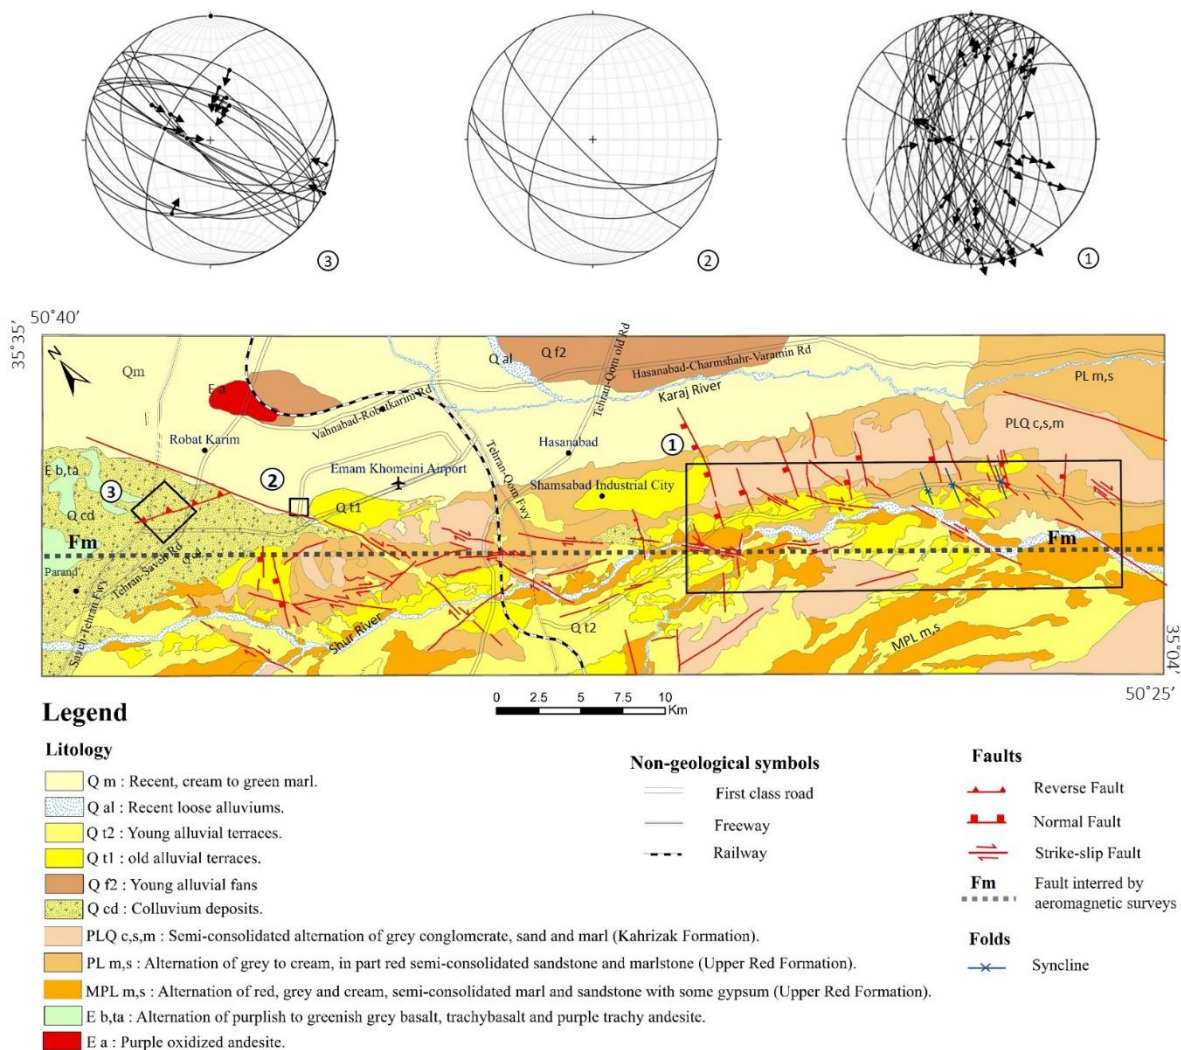 ③
②
①
50˚40′
35˚35′
N
Qm
E a
Q al
Q f2
Tehran-Qom old Rd
Hasanabad-Charmshahr-Varamin Rd
Karaj River
PL m,s
Vahnabad-Robatkarim Rd
PLQ c,s,m
Robat Karim
Hasanabad
①
Tehran-Qom Fwy
E b,ta
③
②
Emam Khomeini Airport
Shamsabad Industrial City
Q cd
Q t1
Fm
Fm
Tehran-Saveh Rd
Parand
Saveh-Tehran Fwy
Shur River
Q t2
MPL m,s
35˚04′
50˚25′
0 2.5 5 7.5 10
Km
Legend
Litology
Q m : Recent, cream to green marl.
Q al : Recent loose alluviums.
Q t2 : Young alluvial terraces.
Q t1 : old alluvial terraces.
Q f2 : Young alluvial fans
Q cd : Colluvium deposits.
PLQ c,s,m : Semi-consolidated alternation of grey conglomerate, sand and marl (Kahrizak Formation).
PL m,s : Alternation of grey to cream, in part red semi-consolidated sandstone and marlstone (Upper Red Formation).
MPL m,s : Alternation of red, grey and cream, semi-consolidated marl and sandstone with some gypsum (Upper Red Formation).
E b,ta : Alternation of purplish to greenish grey basalt, trachybasalt and purple trachy andesite.
E a : Purple oxidized andesite.
Non-geological symbols
First class road
Freeway
Railway
Faults
Reverse Fault
Normal Fault
Strike-slip Fault
Fm
Fault interred by
aeromagnetic surveys
Folds
Syncline